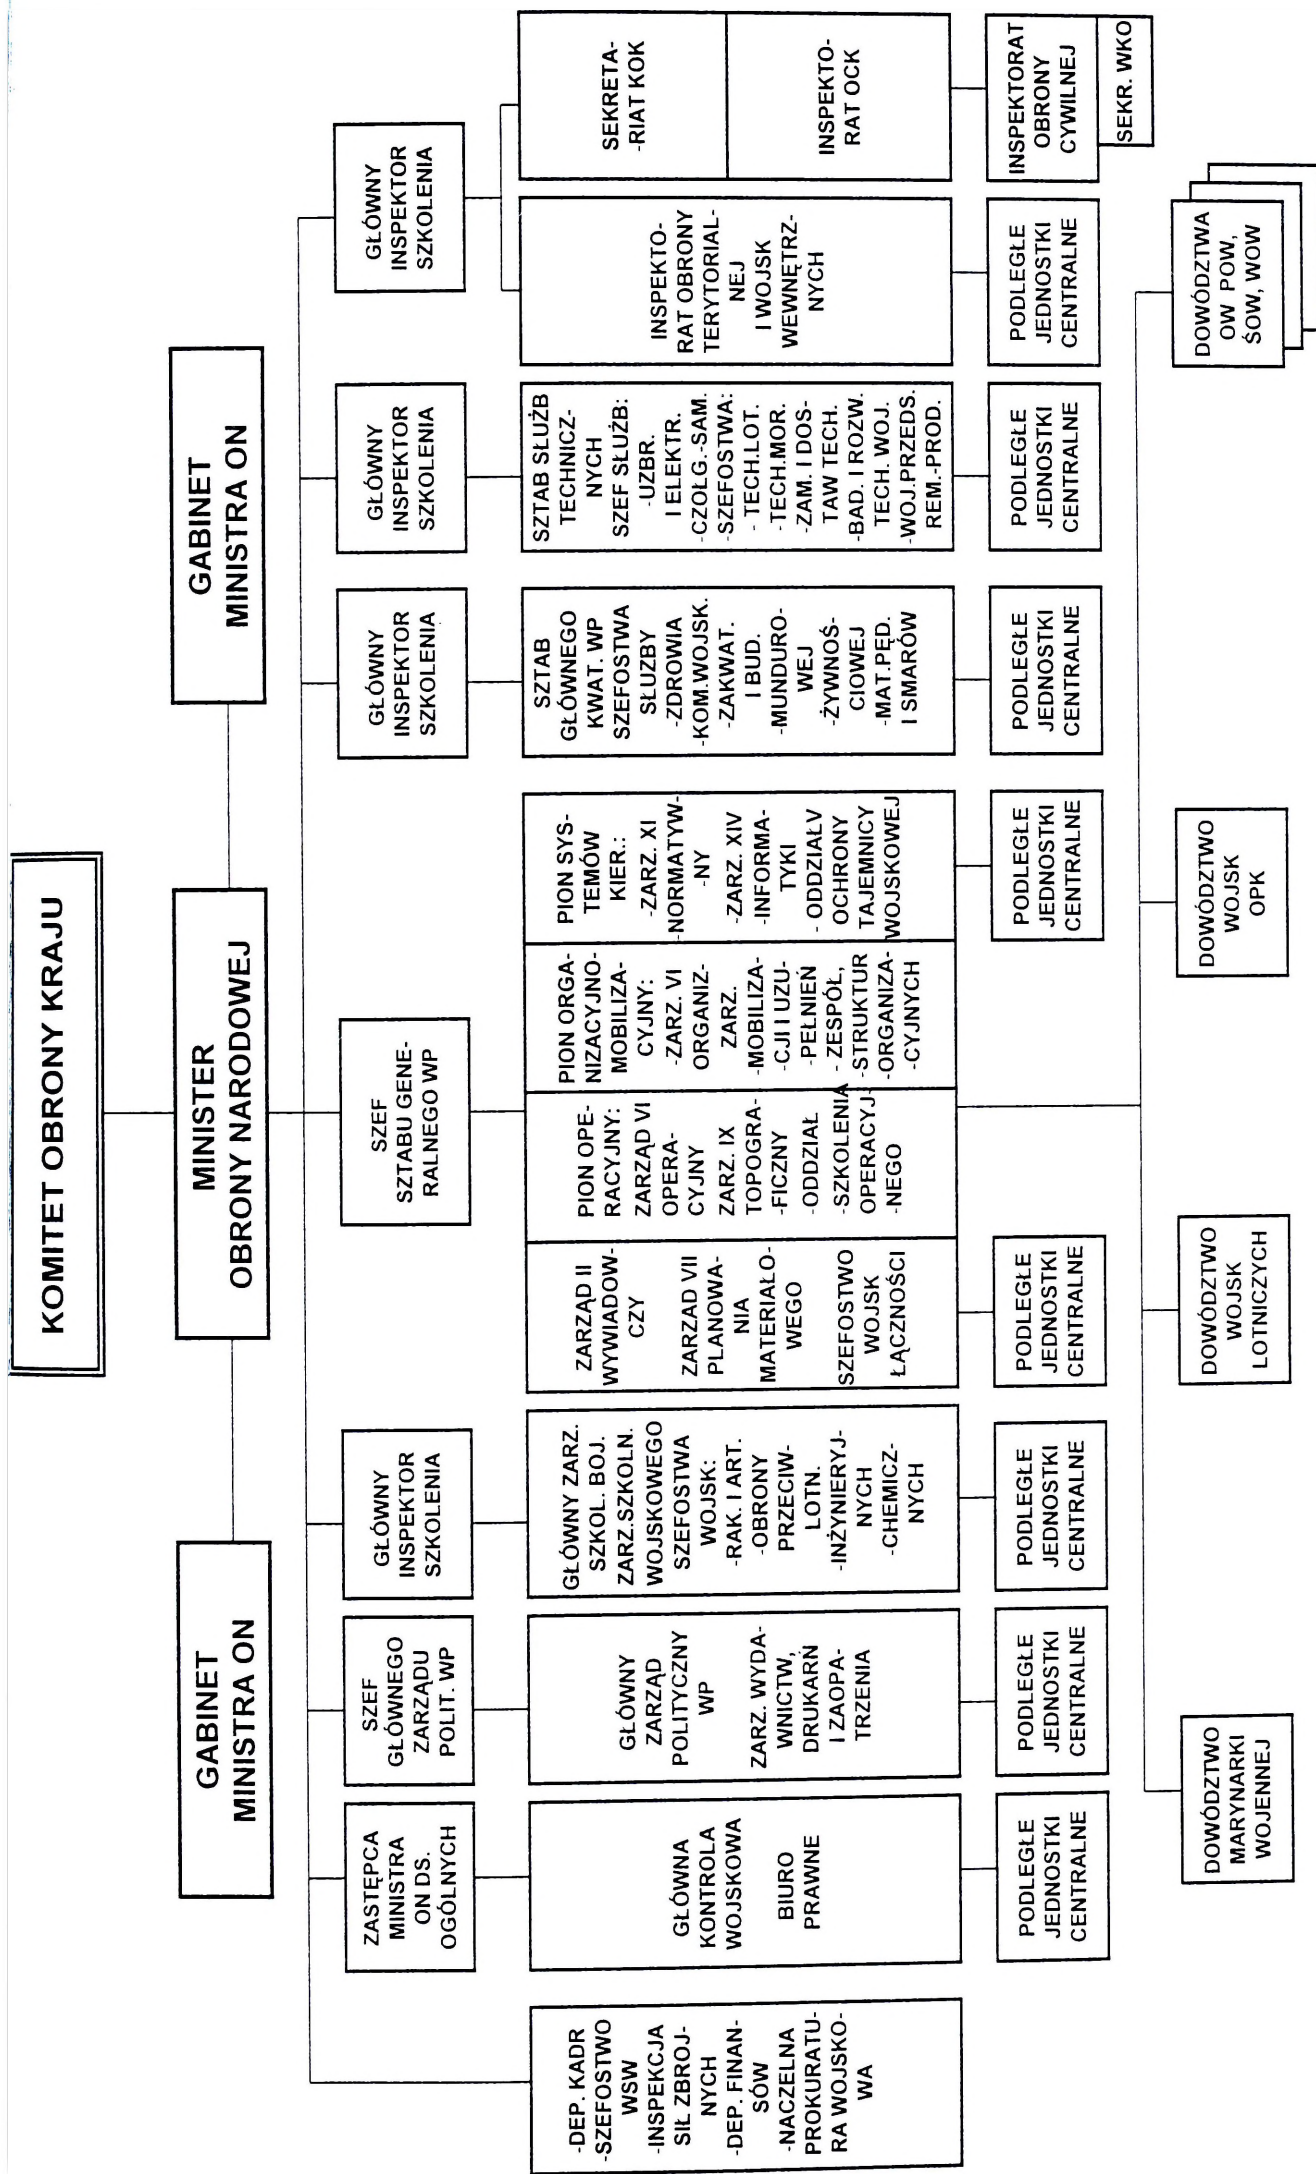 KOMITET OBRONY KRAJU
GABINET
MINISTRA ON
MINISTER
OBRONY NARODOWEJ
GABINET
MINISTRA ON
ZASTĘPCA
MINISTRA
ON DS.
OGÓLNYCH
SZEF
GŁÓWNEGO
ZARZĄDU
POLIT. WP
GŁÓWNY
INSPEKTOR
SZKOLENIA
SZEF
SZTABU GENE-
RALNEGO WP
GŁÓWNY
INSPEKTOR
SZKOLENIA
GŁÓWNY
INSPEKTOR
SZKOLENIA
GŁÓWNY
INSPEKTOR
SZKOLENIA
-DEP. KADR
-SZEFOSTWO
WSW
-INSPEKCJA
SIŁ ZBROJ-
NYCH
-DEP. FINAN-
SÓW
-NACZELNA
PROKURATU-
RA WOJSKO-
WA
GŁÓWNA
KONTROLA
WOJSKOWA
BIURO
PRAWNE
GŁÓWNY
ZARZĄD
POLITYCZNY
WP
ZARZ. WYDA-
WNICTW,
DRUKARŃ
I ZAOPA-
TRZENIA
GŁÓWNY ZARZ.
SZKOL. BOJ.
ZARZ.SZKOLN.
WOJSKOWEGO
SZEFOSTWA
WOJSK:
-RAK. I ART.
-OBRONY
PRZECIW-
LOTN.
-INŻYNIERYJ-
NYCH
-CHEMICZ-
NYCH
ZARZĄD II
WYWIADOW-
CZY
ZARZAD VII
PLANOWA-
NIA
MATERIAŁO-
WEGO
SZEFOSTWO
WOJSK
ŁĄCZNOŚCI
PION OPE-
RACYJNY:
ZARZĄD VI
OPERA-
CYJNY
ZARZ. IX
TOPOGRA-
-FICZNY
-ODDZIAŁ
-SZKOLENIA
OPERACYJ-
-NEGO
PION ORGA-
NIZACYJNO-
MOBILIZA-
CYJNY:
-ZARZ. VI
ORGANIZ-
ZARZ.
-MOBILIZA-
-CJI I UZU-
-PEŁNIEŃ
- ZESPÓŁ,
-STRUKTUR
-ORGANIZA-
-CYJNYCH
PION SYS-
TEMÓW
KIER.:
-ZARZ. XI
-NORMATYW-
-NY
-ZARZ. XIV
-INFORMA-
TYKI
- ODDZIAŁV
OCHRONY
TAJEMNICY
WOJSKOWEJ
SZTAB
GŁÓWNEGO
KWAT. WP
SZEFOSTWA
SŁUŻBY
-ZDROWIA
-KOM.WOJSK.
-ZAKWAT.
I BUD.
-MUNDURO-
WEJ
-ŻYWNOŚ-
CIOWEJ
-MAT.PĘD.
I SMARÓW
SZTAB SŁUŻB
TECHNICZ-
NYCH
SZEF SŁUŻB:
-UZBR.
I ELEKTR.
-CZOŁG.-SAM.
-SZEFOSTWA:
- TECH.LOT.
-TECH.MOR.
-ZAM. I DOS-
TAW TECH.
-BAD. I ROZW.
TECH. WOJ.
-WOJ.PRZEDS.
REM.-PROD.
INSPEKTO-
RAT OBRONY
TERYTORIAL-
NEJ
I WOJSK
WEWNĘTRZ-
NYCH
SEKRETA-
-RIAT KOK
INSPEKTO-
RAT OCK
PODLEGŁE
JEDNOSTKI
CENTRALNE
PODLEGŁE
JEDNOSTKI
CENTRALNE
PODLEGŁE
JEDNOSTKI
CENTRALNE
PODLEGŁE
JEDNOSTKI
CENTRALNE
PODLEGŁE
JEDNOSTKI
CENTRALNE
PODLEGŁE
JEDNOSTKI
CENTRALNE
PODLEGŁE
JEDNOSTKI
CENTRALNE
PODLEGŁE
JEDNOSTKI
CENTRALNE
INSPEKTORAT
OBRONY
CYWILNEJ
SEKR. WKO
DOWÓDZTWO
MARYNARKI
WOJENNEJ
DOWÓDZTWO
WOJSK
LOTNICZYCH
DOWÓDZTWO
WOJSK
OPK
DOWÓDZTWA
OW POW,
ŚOW, WOW